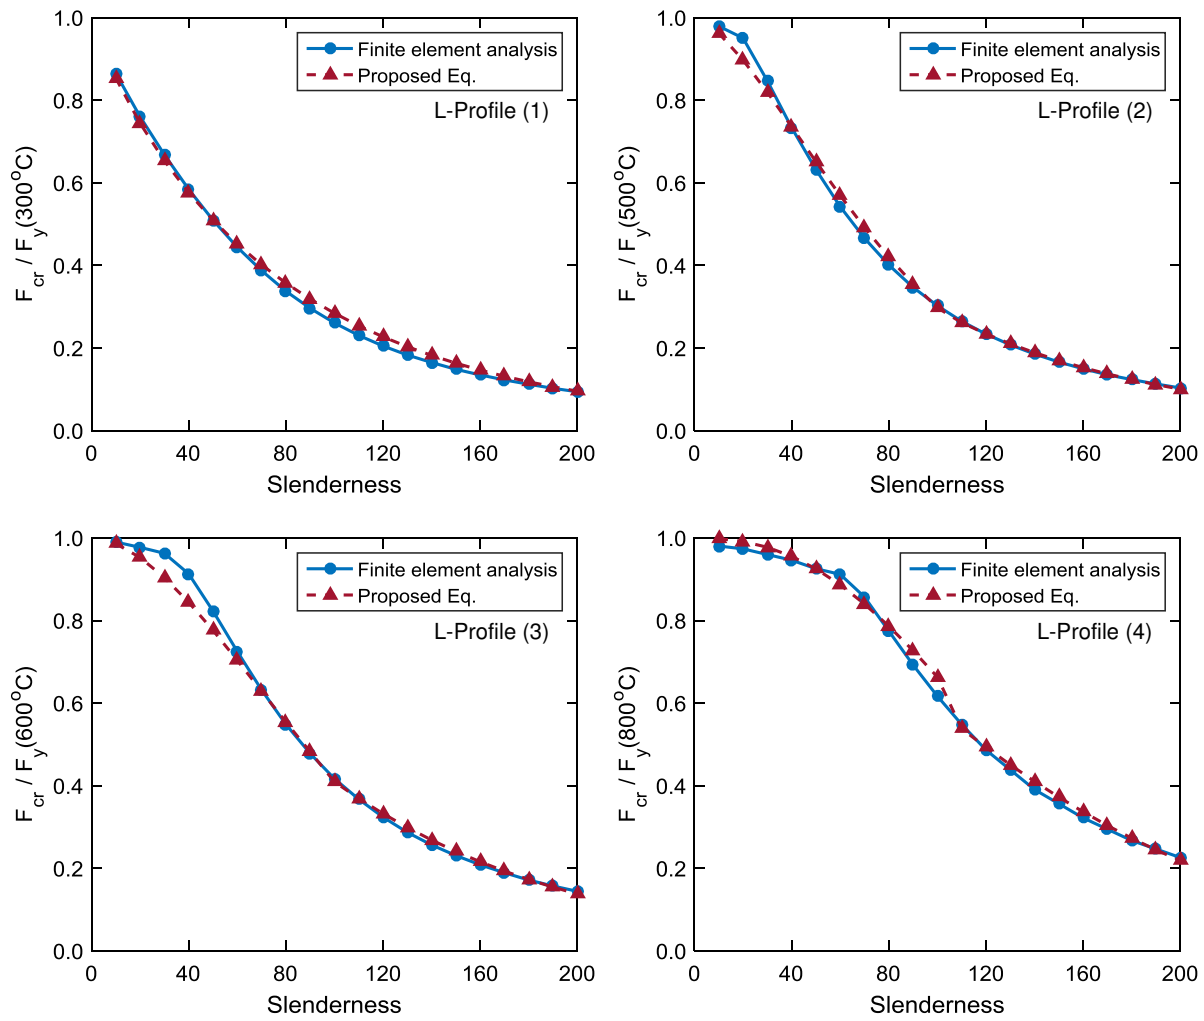 1.0
0.8
0.6
0.4
0.2
0.0
0 40 80 120 160 200
Slenderness
F_cr / F_y(300°C)
Finite element analysis
Proposed Eq.
L-Profile (1)
1.0
0.8
0.6
0.4
0.2
0.0
0 40 80 120 160 200
Slenderness
F_cr / F_y(500°C)
Finite element analysis
Proposed Eq.
L-Profile (2)
1.0
0.8
0.6
0.4
0.2
0.0
0 40 80 120 160 200
Slenderness
F_cr / F_y(600°C)
Finite element analysis
Proposed Eq.
L-Profile (3)
1.0
0.8
0.6
0.4
0.2
0.0
0 40 80 120 160 200
Slenderness
F_cr / F_y(800°C)
Finite element analysis
Proposed Eq.
L-Profile (4)